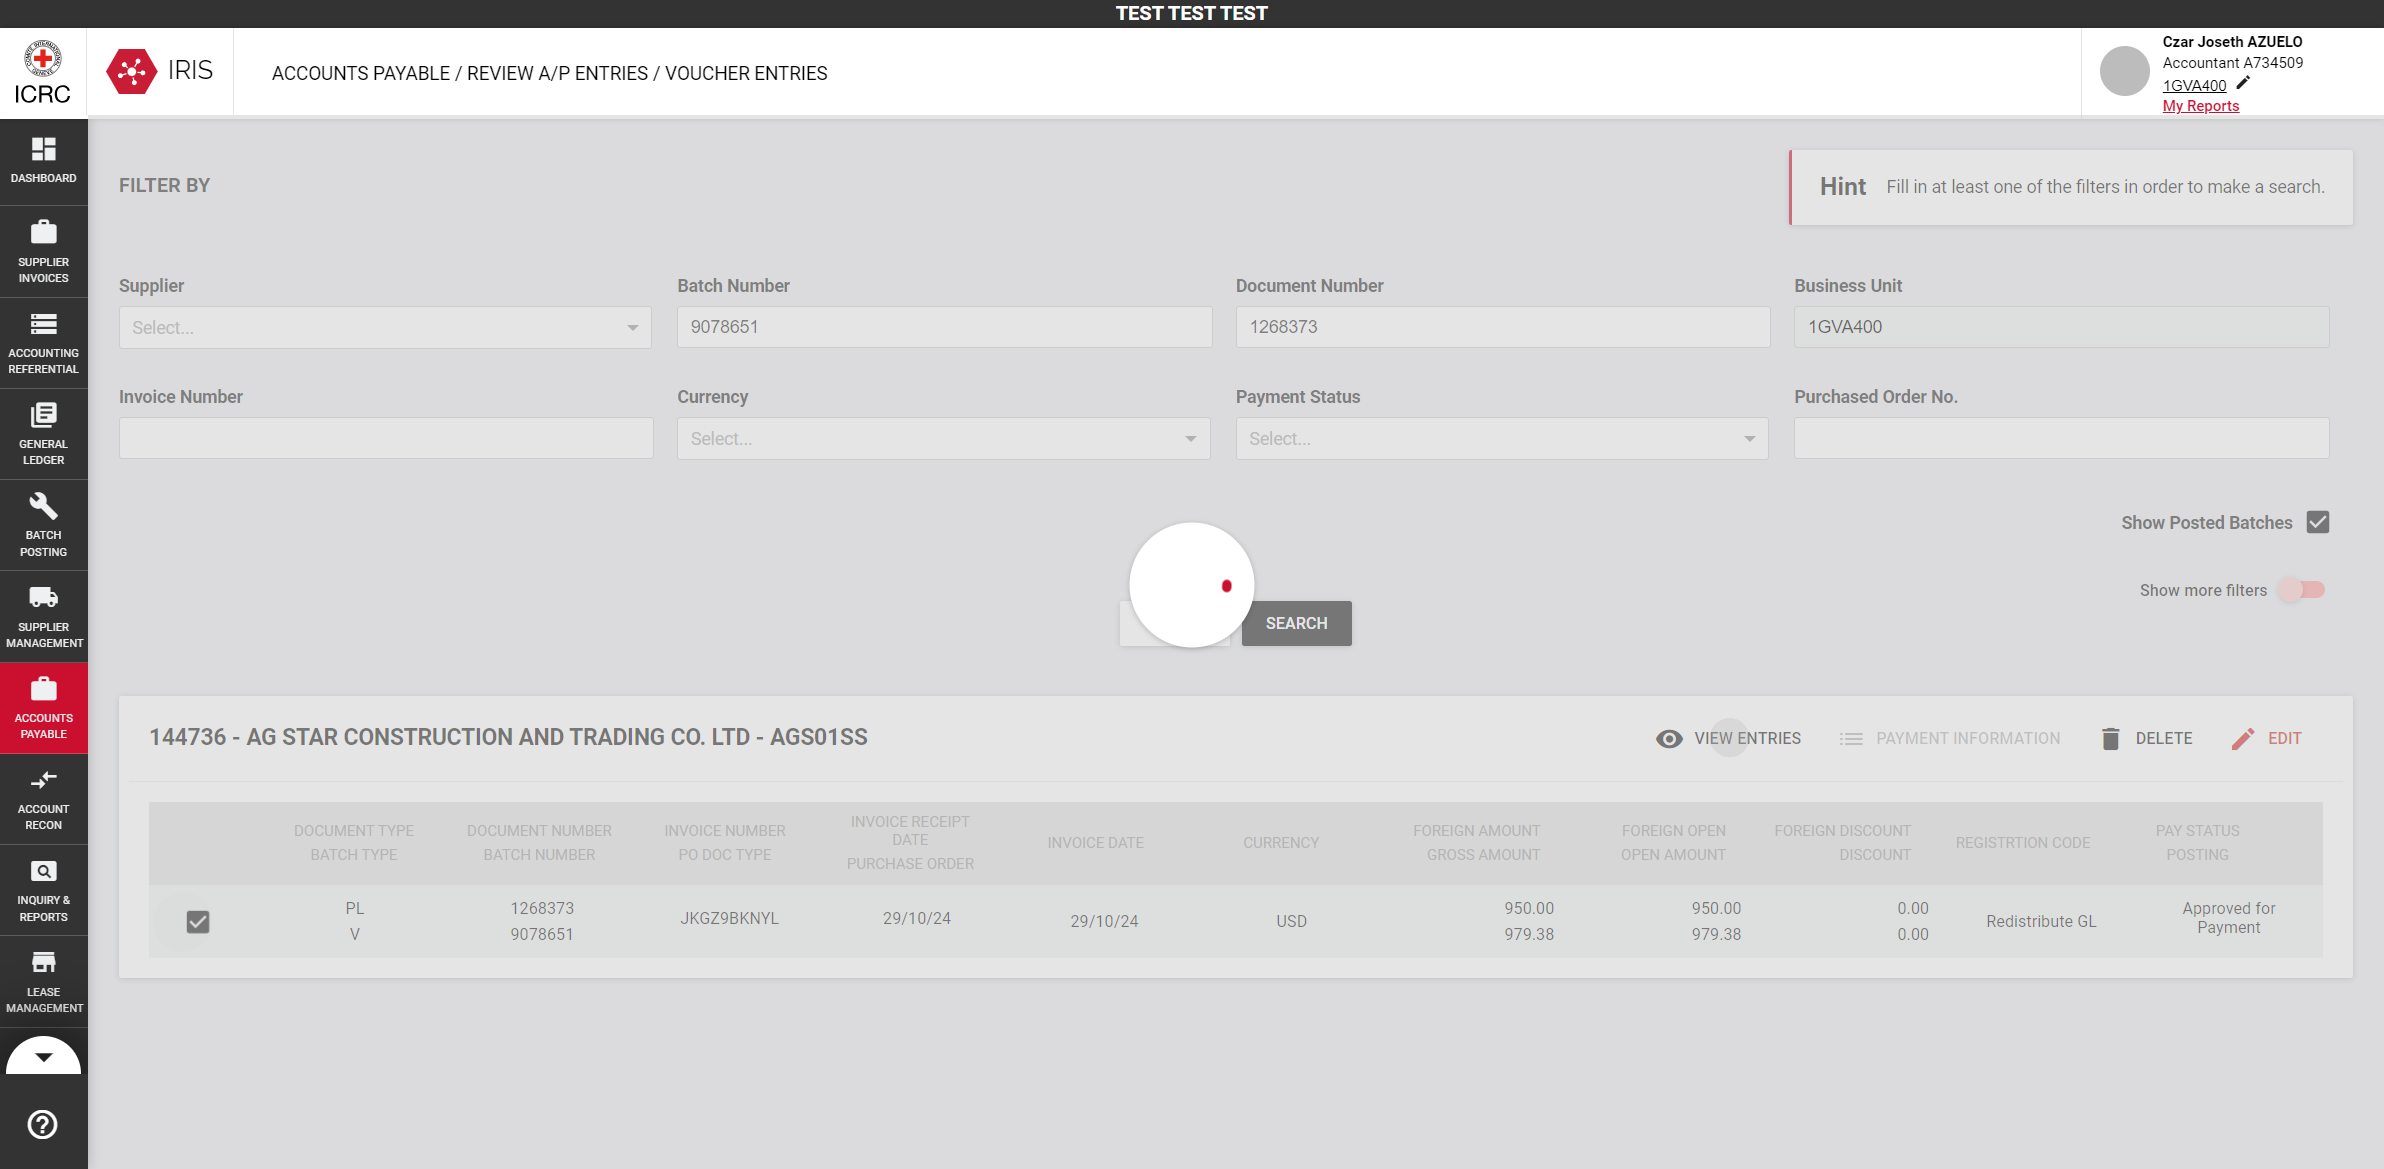 TEST TEST TEST
ICRC
IRIS
ACCOUNTS PAYABLE / REVIEW A/P ENTRIES / VOUCHER ENTRIES
Czar Joseth AZUELO
Accountant A734509
1GVA400
My Reports
DASHBOARD
SUPPLIER
INVOICES
ACCOUNTING
REFERENTIAL
GENERAL
LEDGER
BATCH
POSTING
SUPPLIER
MANAGEMENT
ACCOUNTS
PAYABLE
ACCOUNT
RECON
INQUIRY &
REPORTS
LEASE
MANAGEMENT
FILTER BY
Hint Fill in at least one of the filters in order to make a search.
Supplier
Select...
Batch Number
9078651
Document Number
1268373
Business Unit
1GVA400
Invoice Number
Currency
Select...
Payment Status
Select...
Purchased Order No.
Show Posted Batches
Show more filters
SEARCH
144736 - AG STAR CONSTRUCTION AND TRADING CO. LTD - AGS01SS
VIEW ENTRIES
PAYMENT INFORMATION
DELETE
EDIT
DOCUMENT TYPE
BATCH TYPE
DOCUMENT NUMBER
BATCH NUMBER
INVOICE NUMBER
PO DOC TYPE
INVOICE RECEIPT
DATE
PURCHASE ORDER
INVOICE DATE
CURRENCY
FOREIGN AMOUNT
GROSS AMOUNT
FOREIGN OPEN
OPEN AMOUNT
FOREIGN DISCOUNT
DISCOUNT
REGISTRTION CODE
PAY STATUS
POSTING
PL
V
1268373
9078651
JKGZ9BKNYL
29/10/24
29/10/24
USD
950.00
979.38
950.00
979.38
0.00
0.00
Redistribute GL
Approved for
Payment